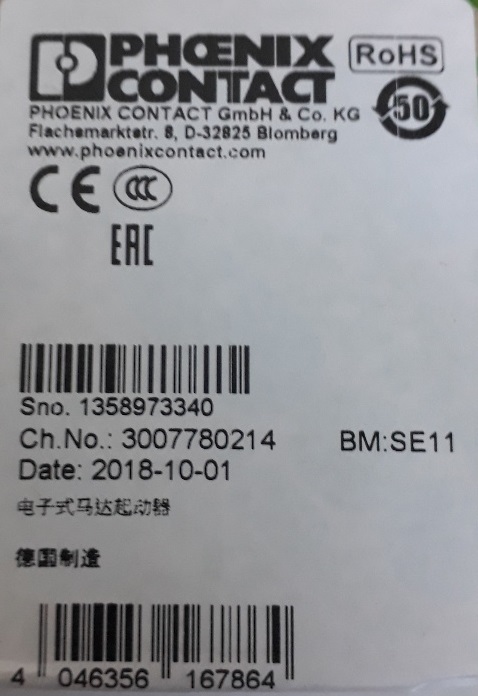 PHŒNIX
CONTACT
RoHS
50
PHOENIX CONTACT GmbH & Co. KG
Flachsmarktstr. 8, D-32825 Blomberg
www.phoenixcontact.com
CE CCC
EAC
Sno. 1358973340
Ch.No.: 3007780214 BM:SE11
Date: 2018-10-01
电子式马达起动器
德国制造
4 046356 167864